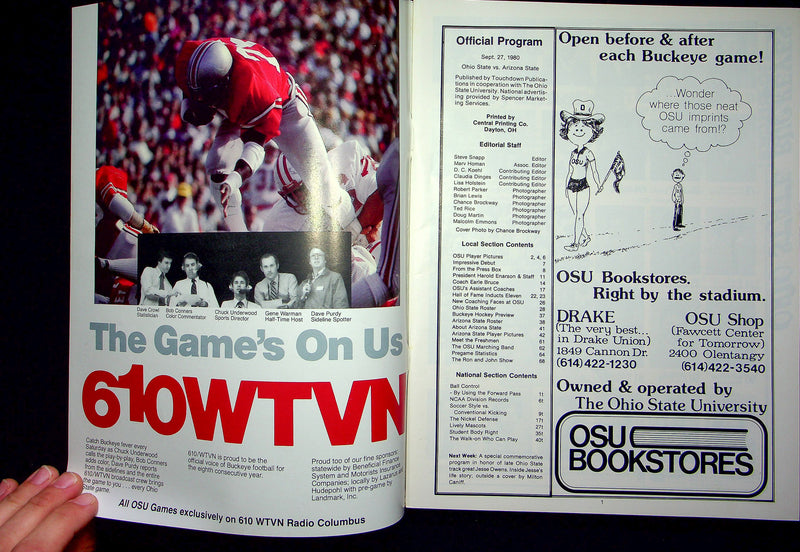 Dave Crowl
Statistician
Bob Conners
Color Commentator
Chuck Underwood
Sports Director
Gene Warman
Half-Time Host
Dave Purdy
Sideline Spotter
The Game's On Us
610WTVN
Catch Buckeye fever every
Saturday as Chuck Underwood
calls the play-by-play, Bob Conners
adds color, Dave Purdy reports
from the sidelines and the entire
610/WTVN broadcast crew brings
the game to you . . . every Ohio
State game.
610/WTVN is proud to be the
official voice of Buckeye football for
the eighth consecutive year.
Proud too of our fine sponsors:
statewide by Beneficial Finance
System and Motorists Insurance
Companies; locally by Lazarus and
Hudepohl with pre-game by
Landmark, Inc.
All OSU Games exclusively on 610 WTVN Radio Columbus
Official Program
Sept. 27, 1980
Ohio State vs. Arizona State
Published by Touchdown Publica-
tions in cooperation with The Ohio
State University. National advertis-
ing provided by Spencer Market-
ing Services.
Printed by
Central Printing Co.
Dayton, OH
Editorial Staff
Steve Snapp Editor
Marv Homan Assoc. Editor
D. C. Koehl Contributing Editor
Claudia Dinges Contributing Editor
Lisa Holstein Contributing Editor
Robert Parker Photographer
Brian Lewis Photographer
Chance Brockway Photographer
Ted Rice Photographer
Doug Martin Photographer
Malcolm Emmons Photographer
Cover Photo by Chance Brockway
Local Section Contents
OSU Player Pictures 2, 4, 6
Impressive Debut 7
From the Press Box 8
President Harold Enarson & Staff 11
Coach Earle Bruce 14
OSU's Assistant Coaches 17
Hall of Fame Inducts Eleven 22, 23
New Coaching Faces at OSU 26
Ohio State Roster 28
Buckeye Hockey Preview 31
Arizona State Roster 38
About Arizona State 41
Arizona State Player Pictures 42
Meet the Freshmen 61
The OSU Marching Band 62
Pregame Statistics 64
The Ron and John Show 68
National Section Contents
Ball Control
- By Using the Forward Pass 1t
NCAA Division Records 6t
Soccer Style vs.
Conventional Kicking 9t
The Nickel Defense 17t
Lively Mascots 27t
Student Body Right 35t
The Walk-on Who Can Play 40t
Next Week: A special commemorative
program in honor of late Ohio State
track great Jesse Owens. Inside Jesse's
life story; outside a cover by Milton
Caniff.
Open before & after
each Buckeye game!
...Wonder
where those neat
OSU imprints
came from!?
O
OSU
OSU Bookstores.
Right by the stadium.
DRAKE
(The very best...
in Drake Union)
1849 Cannon Dr.
(614)422-1230
OSU Shop
(Fawcett Center
for Tomorrow)
2400 Olentangy
(614)422-3540
Owned & operated by
The Ohio State University
OSU
BOOKSTORES
1